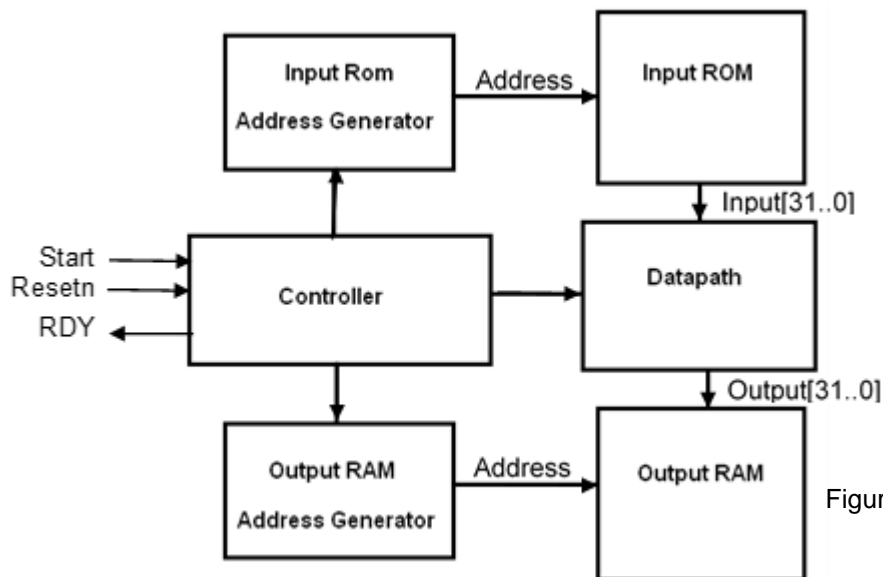 Input Rom
Address Generator
Address
Input ROM
Input[31..0]
Start
Resetn
RDY
Controller
Datapath
Output[31..0]
Output RAM
Address Generator
Address
Output RAM